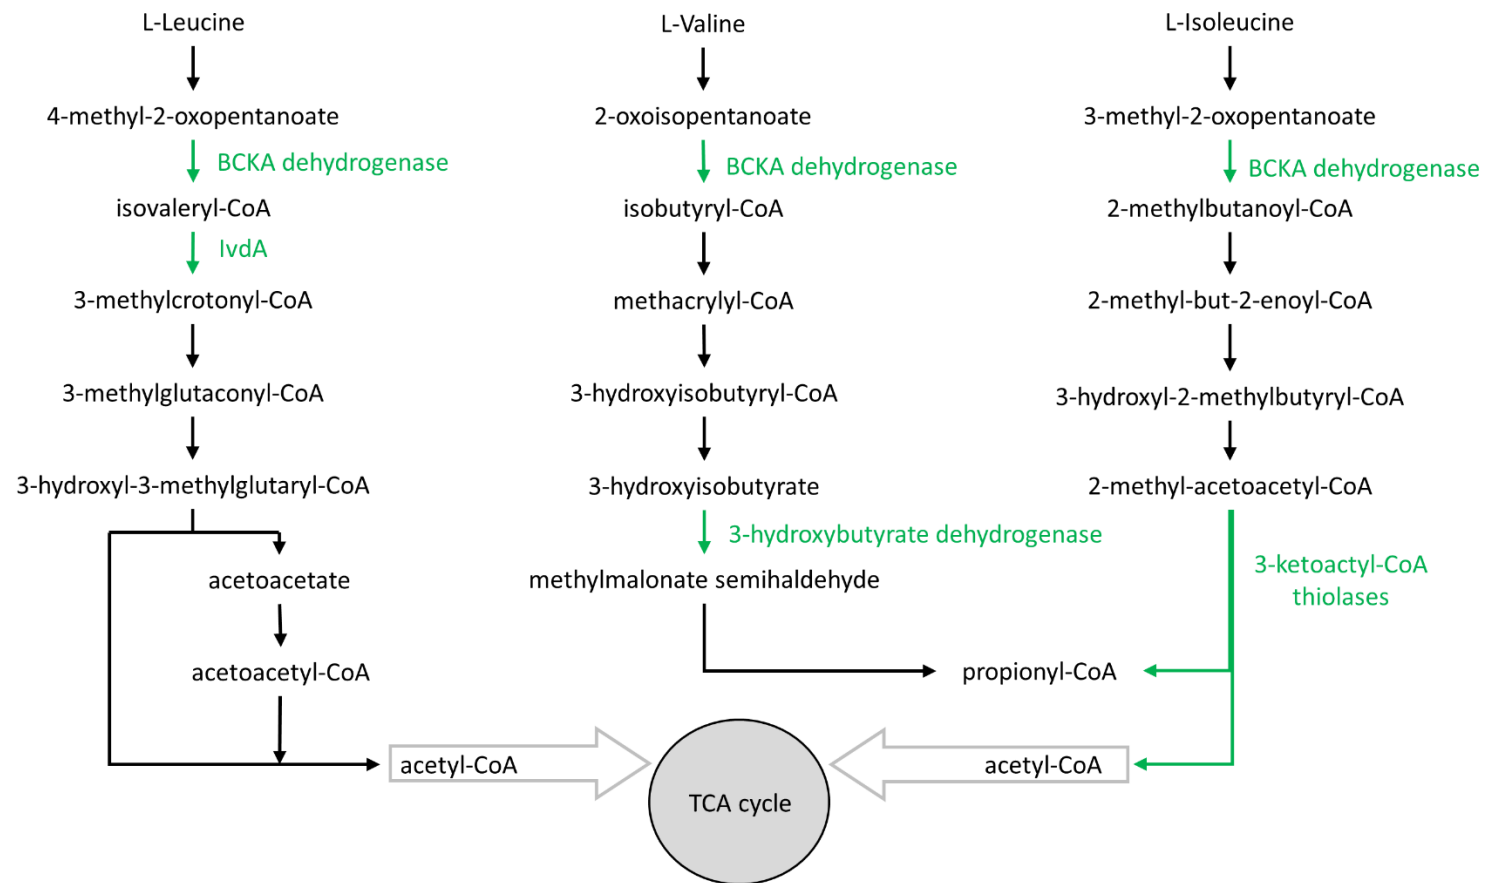 L-Leucine
L-Valine
L-Isoleucine
4-methyl-2-oxopentanoate
2-oxoisopentanoate
3-methyl-2-oxopentanoate
BCKA dehydrogenase
BCKA dehydrogenase
BCKA dehydrogenase
isovaleryl-CoA
isobutyryl-CoA
2-methylbutanoyl-CoA
IvdA
3-methylcrotonyl-CoA
methacrylyl-CoA
2-methyl-but-2-enoyl-CoA
3-methylglutaconyl-CoA
3-hydroxyisobutyryl-CoA
3-hydroxyl-2-methylbutyryl-CoA
3-hydroxyl-3-methylglutaryl-CoA
3-hydroxyisobutyrate
2-methyl-acetoacetyl-CoA
3-hydroxybutyrate dehydrogenase
acetoacetate
methylmalonate semihaldehyde
3-ketoactyl-CoA
thiolases
acetoacetyl-CoA
propionyl-CoA
acetyl-CoA
acetyl-CoA
TCA cycle